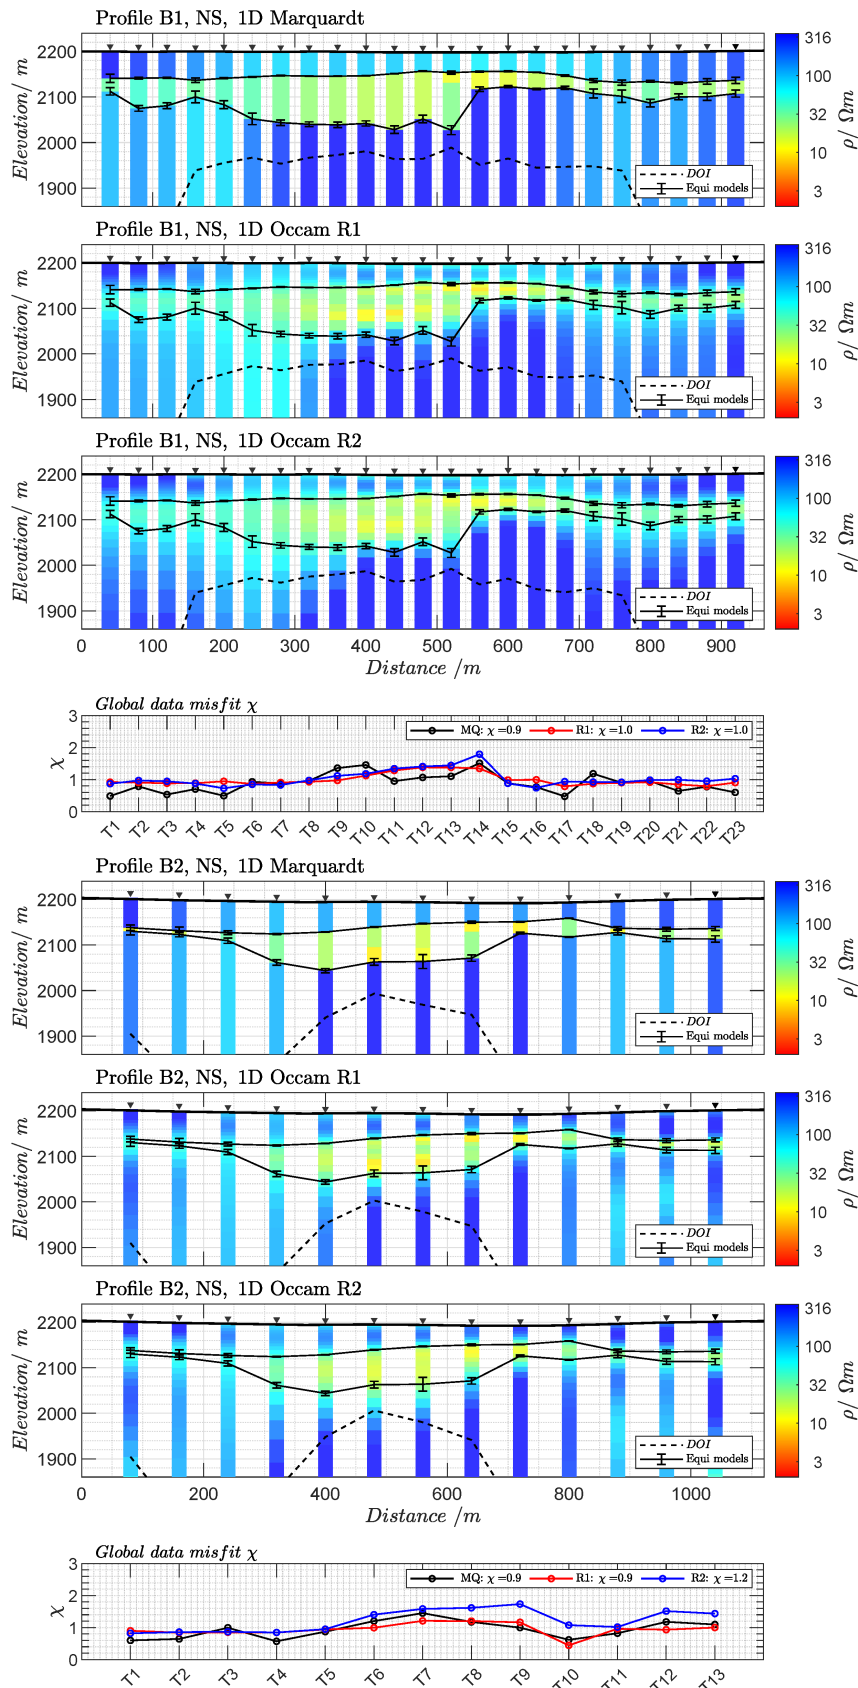 Profile B1, NS, 1D Marquardt
2200
2100
2000
1900
Elevation/ m
DOI
Equi models
316
100
32
10
3
ρ/ Ωm
Profile B1, NS, 1D Occam R1
2200
2100
2000
1900
Elevation/ m
DOI
Equi models
316
100
32
10
3
ρ/ Ωm
Profile B1, NS, 1D Occam R2
2200
2100
2000
1900
Elevation/ m
DOI
Equi models
316
100
32
10
3
ρ/ Ωm
0 100 200 300 400 500 600 700 800 900
Distance /m
Global data misfit χ
3
2
1
0
χ
MQ: χ=0.9 R1: χ=1.0 R2: χ=1.0
T1 T2 T3 T4 T5 T6 T7 T8 T9 T10 T11 T12 T13 T14 T15 T16 T17 T18 T19 T20 T21 T22 T23
Profile B2, NS, 1D Marquardt
2200
2100
2000
1900
Elevation/ m
DOI
Equi models
316
100
32
10
3
ρ/ Ωm
Profile B2, NS, 1D Occam R1
2200
2100
2000
1900
Elevation/ m
DOI
Equi models
316
100
32
10
3
ρ/ Ωm
Profile B2, NS, 1D Occam R2
2200
2100
2000
1900
Elevation/ m
DOI
Equi models
316
100
32
10
3
ρ/ Ωm
0 200 400 600 800 1000
Distance /m
Global data misfit χ
3
2
1
0
χ
MQ: χ=0.9 R1: χ=0.9 R2: χ=1.2
T1 T2 T3 T4 T5 T6 T7 T8 T9 T10 T11 T12 T13